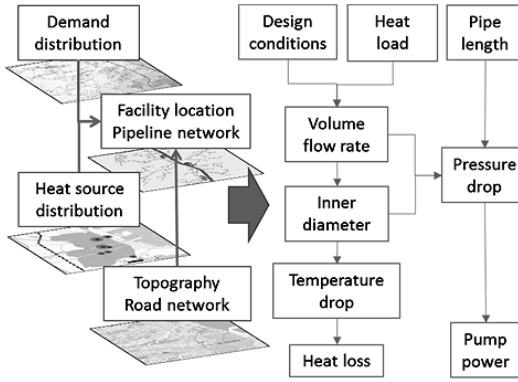 Demand
distribution
Facility location
Pipeline network
Heat source
distribution
Topography
Road network
Design
conditions
Heat
load
Pipe
length
Volume
flow rate
Pressure
drop
Inner
diameter
Temperature
drop
Heat loss
Pump
power